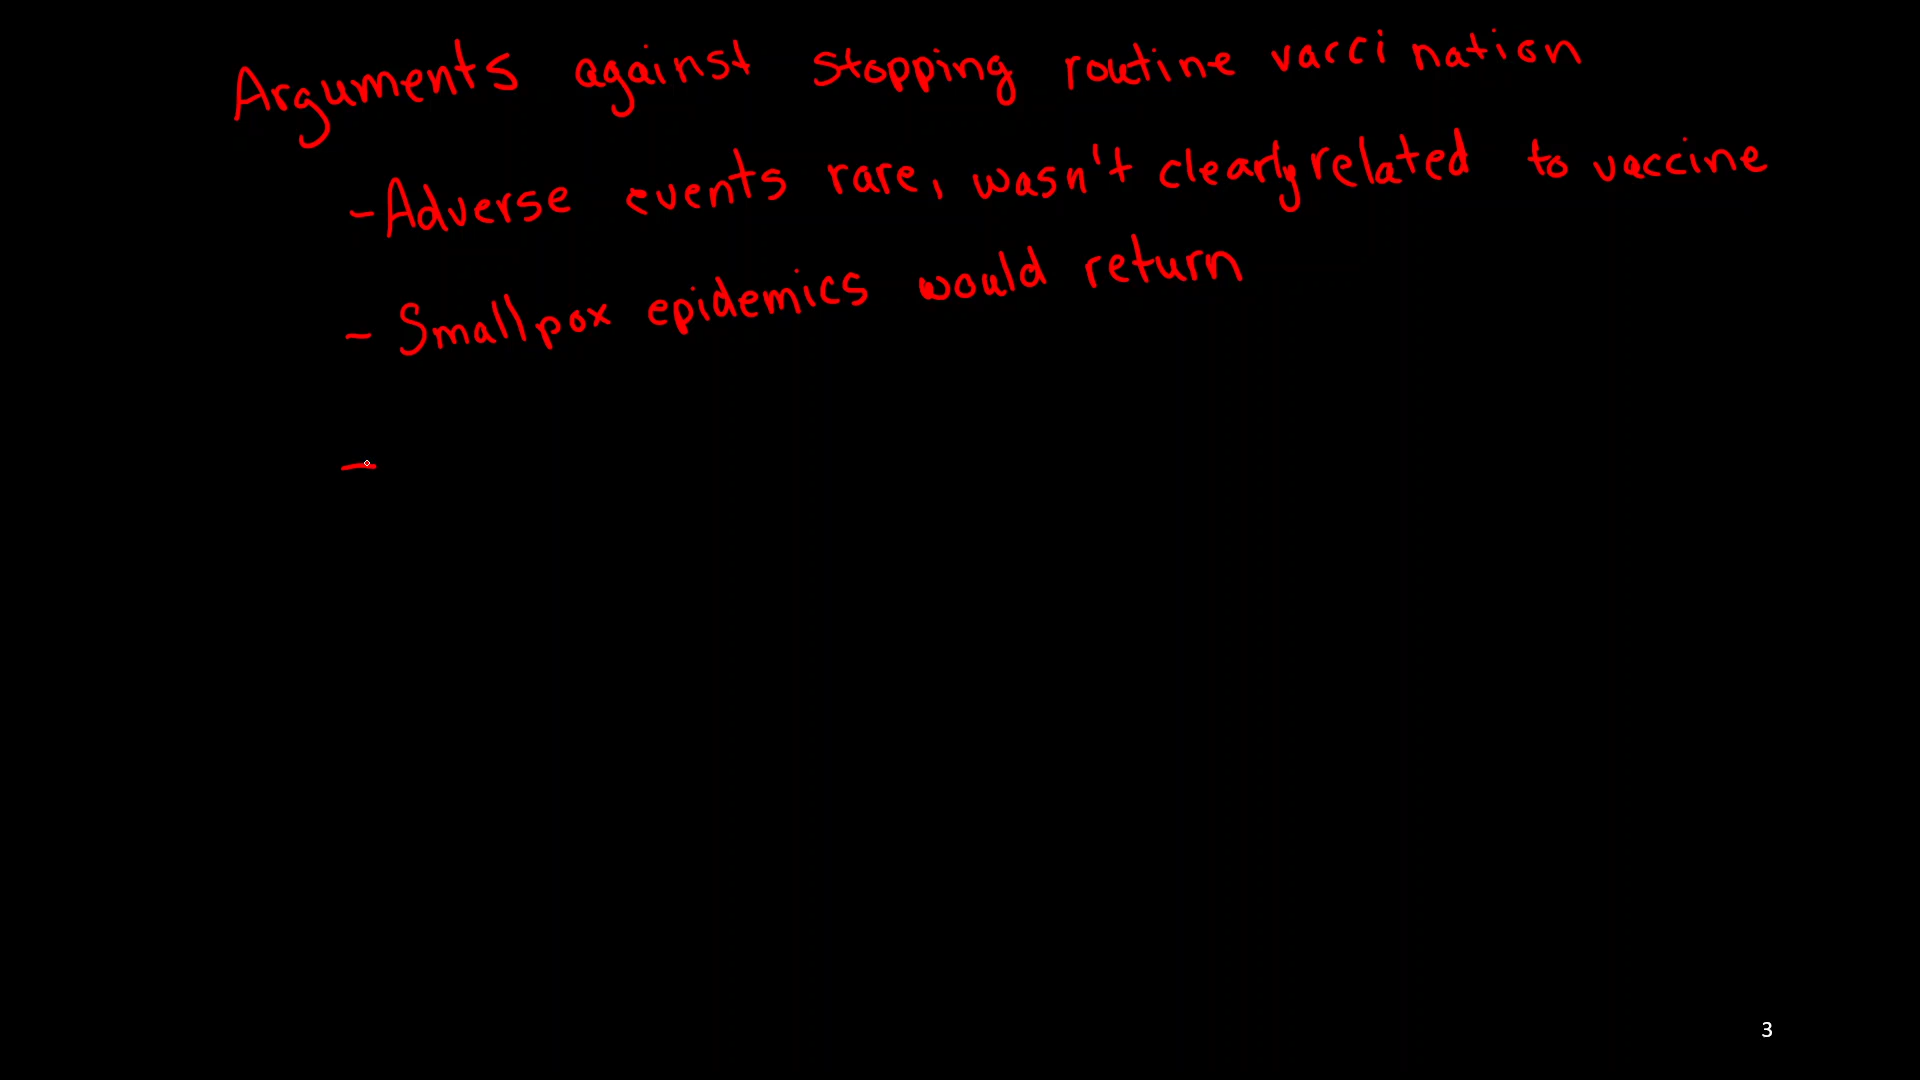 Arguments against stopping routine vaccination
- Adverse events rare, wasn't clearly related to vaccine
- Smallpox epidemics would return
-
3